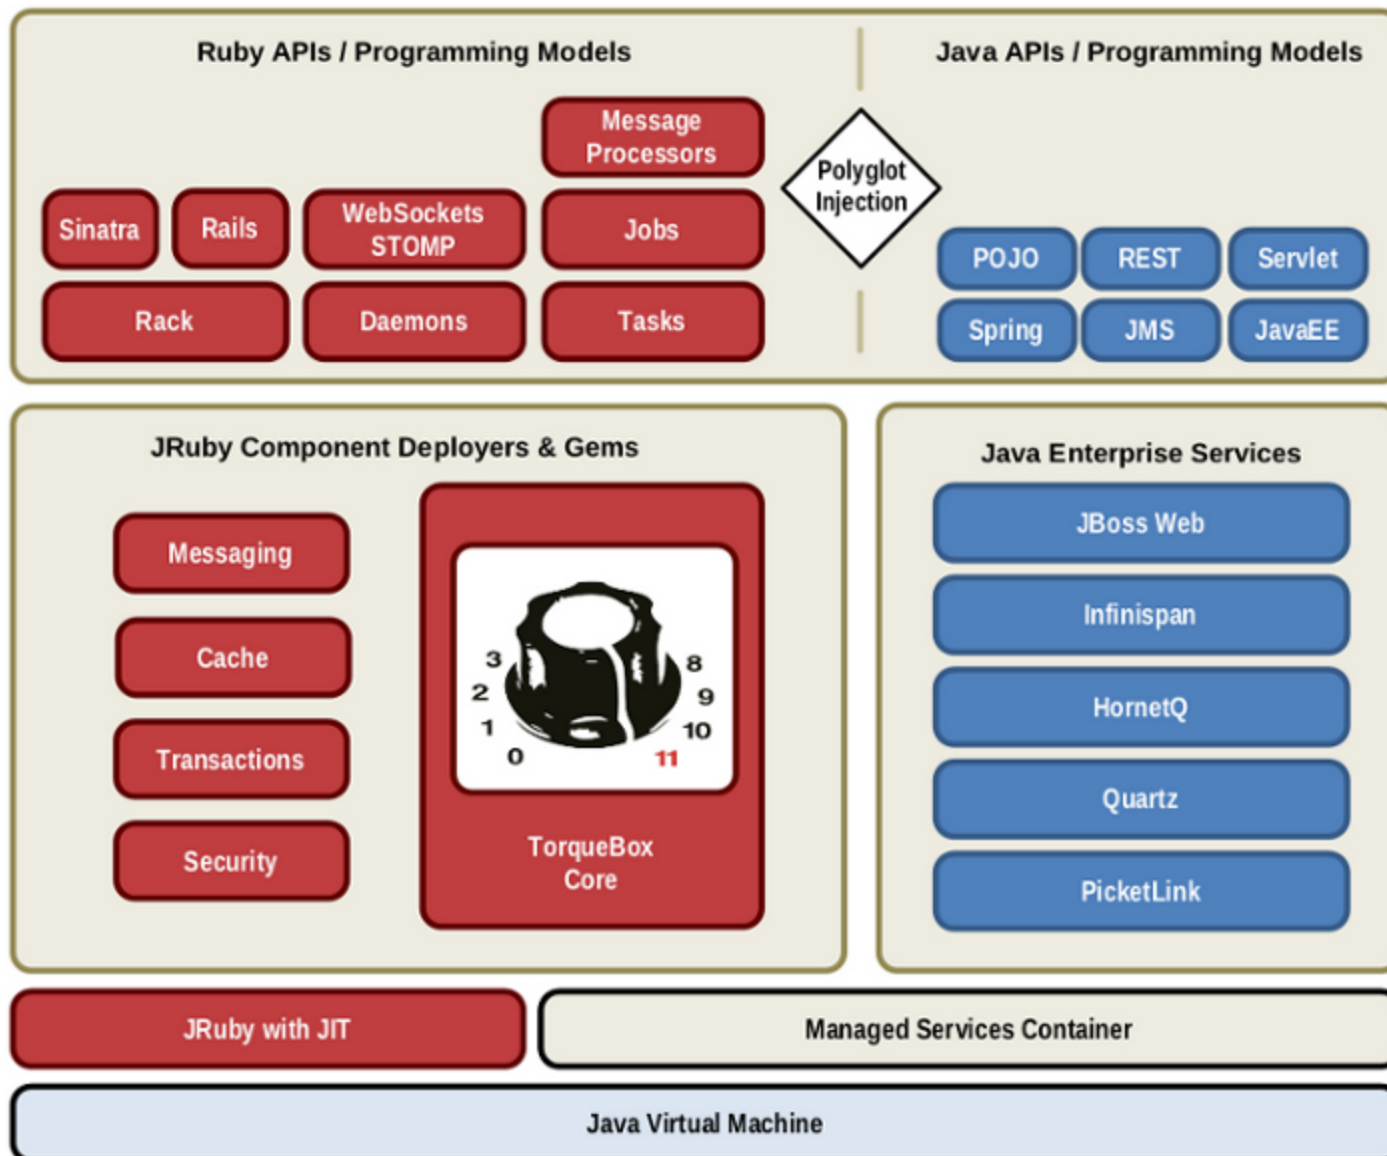 Ruby APIs / Programming Models
Java APIs / Programming Models
Message
Processors
Polyglot
Injection
Sinatra
Rails
WebSockets
STOMP
Jobs
Rack
Daemons
Tasks
POJO
REST
Servlet
Spring
JMS
JavaEE
JRuby Component Deployers & Gems
Messaging
Cache
Transactions
Security
3
2
1
0
8
9
10
11
TorqueBox
Core
Java Enterprise Services
JBoss Web
Infinispan
HornetQ
Quartz
PicketLink
JRuby with JIT
Managed Services Container
Java Virtual Machine